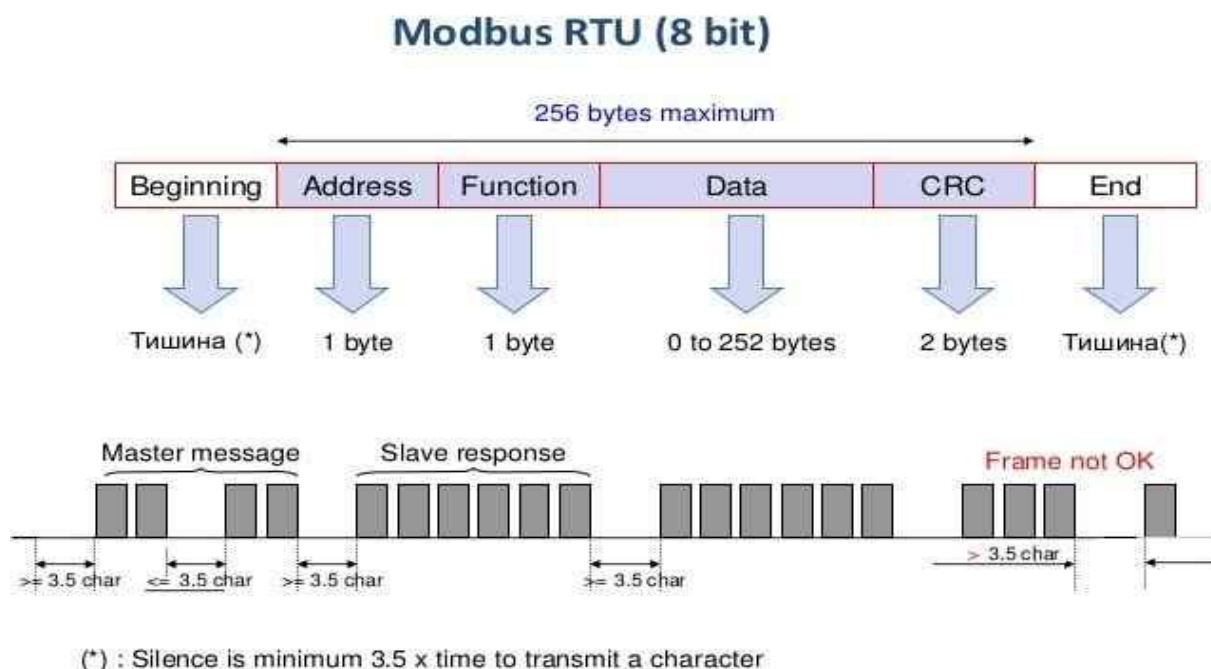 Modbus RTU (8 bit)
256 bytes maximum
Beginning Address Function Data CRC End
Тишина (*) 1 byte 1 byte 0 to 252 bytes 2 bytes Тишина(*)
Master message Slave response Frame not OK
>= 3.5 char <= 3.5 char >= 3.5 char >= 3.5 char > 3.5 char
(*) : Silence is minimum 3.5 x time to transmit a character